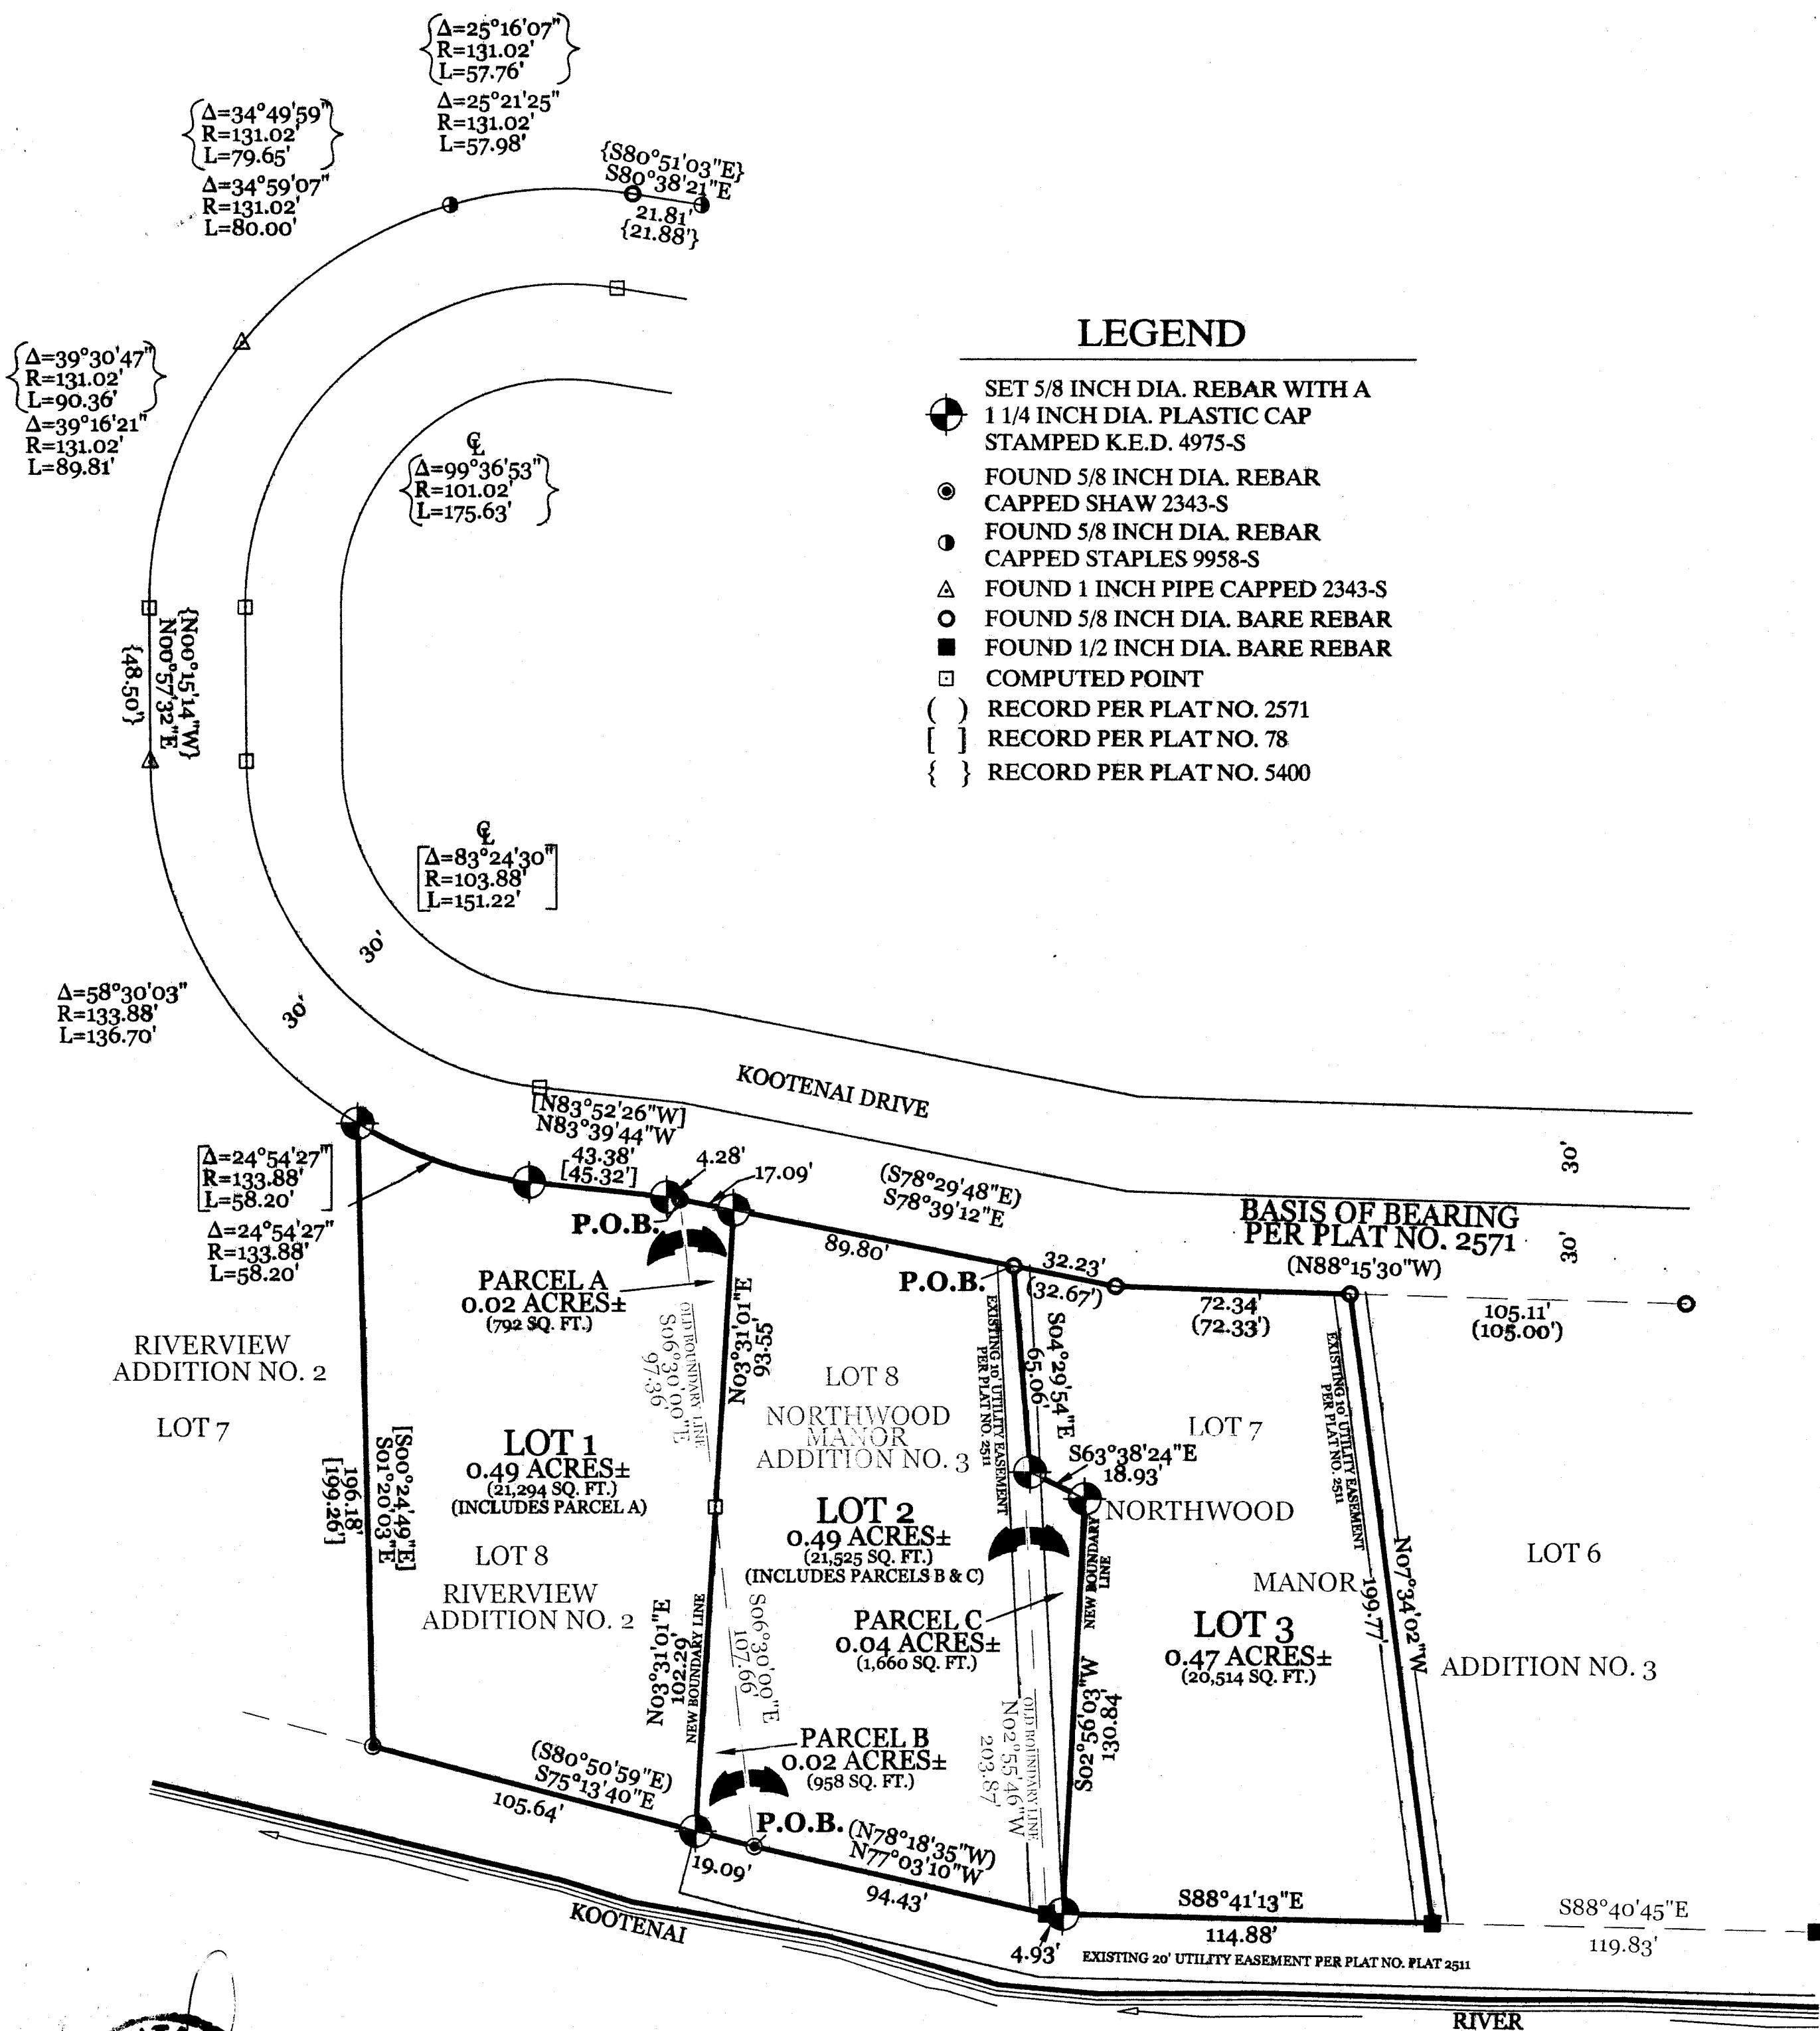 {Δ=25°16'07"}
R=131.02'
L=57.76'
Δ=25°21'25"
R=131.02'
L=57.98'
{Δ=34°49'59"}
R=131.02'
L=79.65'
Δ=34°59'07"
R=131.02'
L=80.00'
{S80°51'03"E}
S80°38'21"E
21.81'
{21.88'}
{Δ=39°30'47"}
R=131.02'
L=90.36'
Δ=39°16'21"
R=131.02'
L=89.81'
℄
{Δ=99°36'53"}
R=101.02'
L=175.63'
{N00°15'14"W}
N00°57'32"E
{48.50'}
LEGEND
SET 5/8 INCH DIA. REBAR WITH A
1 1/4 INCH DIA. PLASTIC CAP
STAMPED K.E.D. 4975-S
FOUND 5/8 INCH DIA. REBAR
CAPPED SHAW 2343-S
FOUND 5/8 INCH DIA. REBAR
CAPPED STAPLES 9958-S
FOUND 1 INCH PIPE CAPPED 2343-S
FOUND 5/8 INCH DIA. BARE REBAR
FOUND 1/2 INCH DIA. BARE REBAR
COMPUTED POINT
( ) RECORD PER PLAT NO. 2571
[ ] RECORD PER PLAT NO. 78
{ } RECORD PER PLAT NO. 5400
℄
[Δ=83°24'30"]
R=103.88'
L=151.22'
30'
30'
Δ=58°30'03"
R=133.88'
L=136.70'
KOOTENAI DRIVE
[N83°52'26"W]
N83°39'44"W
43.38'
[45.32']
4.28'
17.09'
(S78°29'48"E)
S78°39'12"E
30'
30'
[Δ=24°54'27"]
R=133.88'
L=58.20'
Δ=24°54'27"
R=133.88'
L=58.20'
P.O.B.
89.80'
P.O.B.
32.23'
(32.67')
BASIS OF BEARING
PER PLAT NO. 2571
(N88°15'30"W)
72.34'
(72.33')
105.11'
(105.00')
PARCEL A
0.02 ACRES±
(792 SQ. FT.)
OLD BOUNDARY LINE
S06°30'00"E
97.36'
N03°31'01"E
93.55'
RIVERVIEW
ADDITION NO. 2
LOT 7
[S00°24'49"E]
S01°20'03"E
196.18'
[199.26']
LOT 1
0.49 ACRES±
(21,294 SQ. FT.)
(INCLUDES PARCEL A)
LOT 8
RIVERVIEW
ADDITION NO. 2
LOT 8
NORTHWOOD
MANOR
ADDITION NO. 3
LOT 2
0.49 ACRES±
(21,525 SQ. FT.)
(INCLUDES PARCELS B & C)
EXISTING 10' UTILITY EASEMENT
PER PLAT NO. 2511
S04°29'54"E
65.06'
S63°38'24"E
18.93'
LOT 7
NORTHWOOD
MANOR
EXISTING 10' UTILITY EASEMENT
PER PLAT NO. 2511
N07°34'02"W
199.77'
LOT 6
ADDITION NO. 3
LOT 3
0.47 ACRES±
(20,514 SQ. FT.)
NEW BOUNDARY
LINE
PARCEL C
0.04 ACRES±
(1,660 SQ. FT.)
S02°56'03"W
130.84'
OLD BOUNDARY LINE
N02°55'46"W
203.87'
N03°31'01"E
102.29'
NEW BOUNDARY LINE
S06°30'00"E
107.66'
PARCEL B
0.02 ACRES±
(958 SQ. FT.)
(S80°50'59"E)
S75°13'40"E
105.64'
P.O.B.
(N78°18'35"W)
N77°03'10"W
19.09'
94.43'
4.93'
S88°41'13"E
114.88'
S88°40'45"E
119.83'
EXISTING 20' UTILITY EASEMENT PER PLAT NO. PLAT 2511
KOOTENAI
RIVER